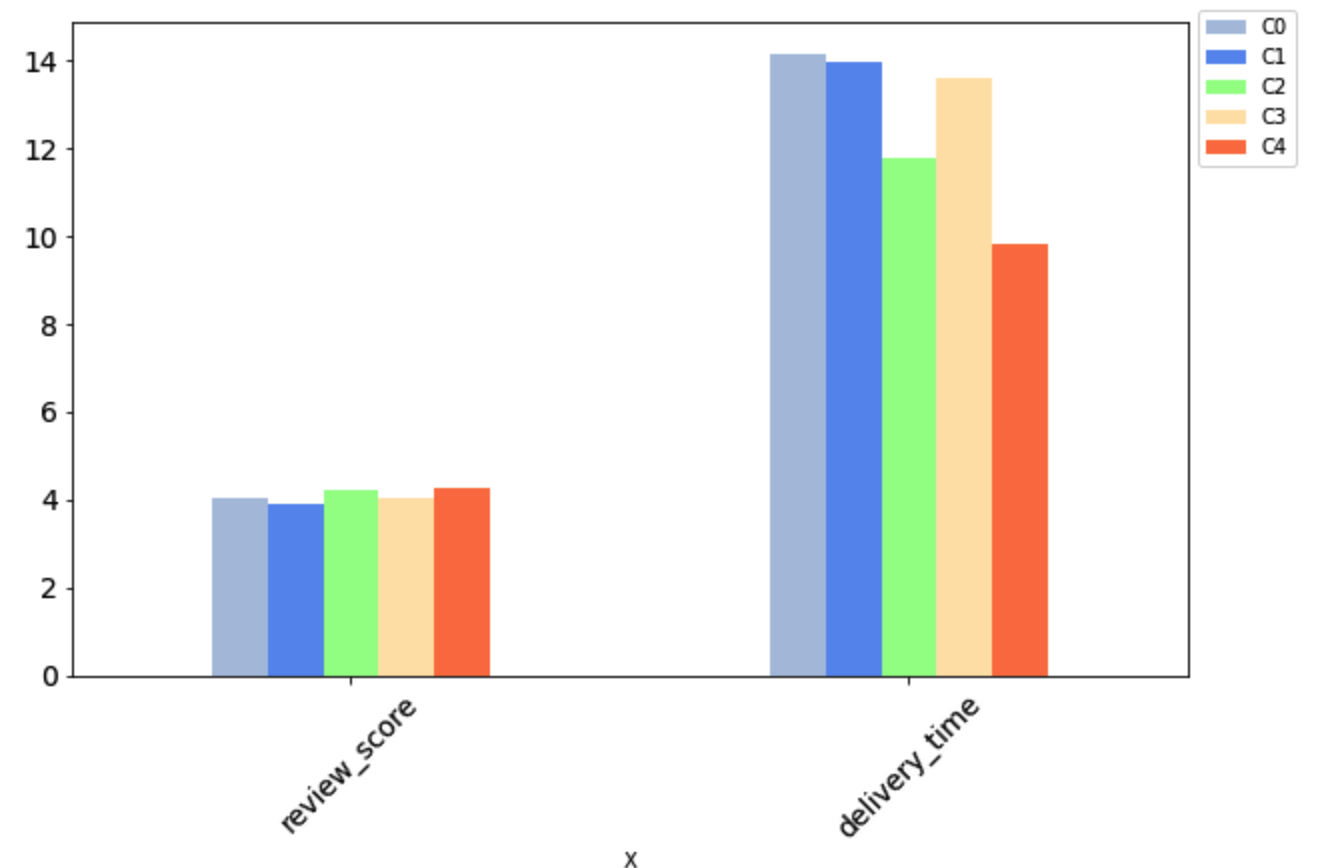 14
12
10
8
6
4
2
0
review_score
delivery_time
x
C0
C1
C2
C3
C4